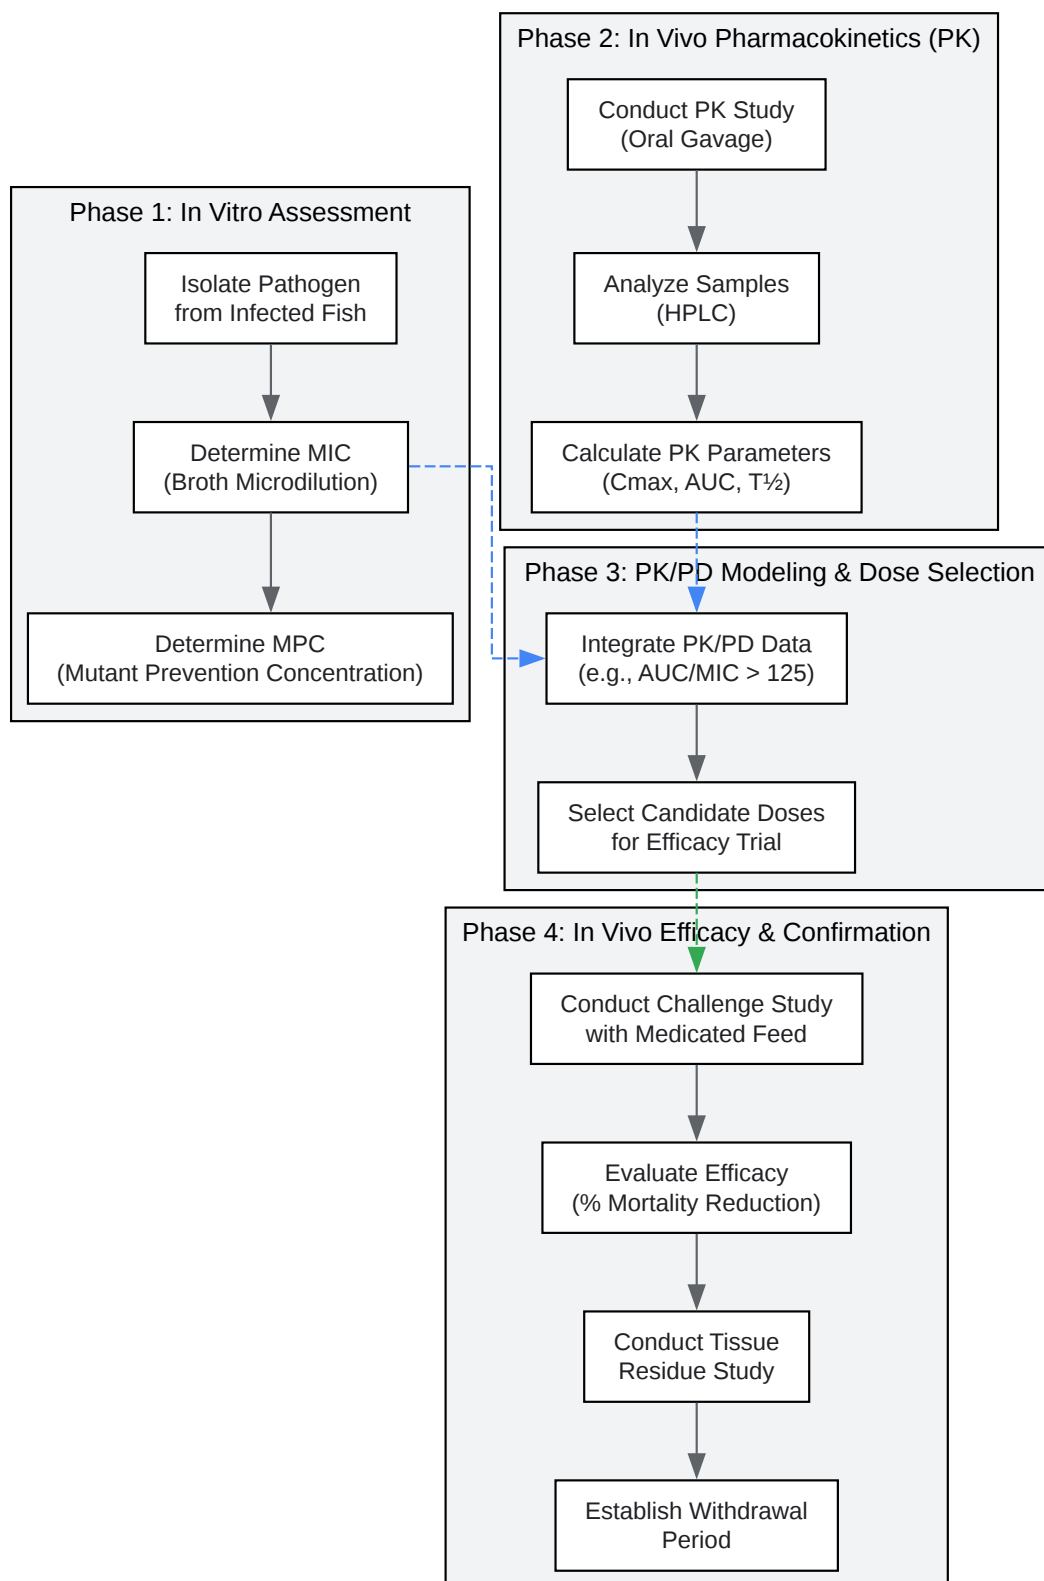 Phase 1: In Vitro Assessment
Isolate Pathogen
from Infected Fish
Determine MIC
(Broth Microdilution)
Determine MPC
(Mutant Prevention Concentration)
Phase 2: In Vivo Pharmacokinetics (PK)
Conduct PK Study
(Oral Gavage)
Analyze Samples
(HPLC)
Calculate PK Parameters
(Cmax, AUC, T½)
Phase 3: PK/PD Modeling & Dose Selection
Integrate PK/PD Data
(e.g., AUC/MIC > 125)
Select Candidate Doses
for Efficacy Trial
Phase 4: In Vivo Efficacy & Confirmation
Conduct Challenge Study
with Medicated Feed
Evaluate Efficacy
(% Mortality Reduction)
Conduct Tissue
Residue Study
Establish Withdrawal
Period